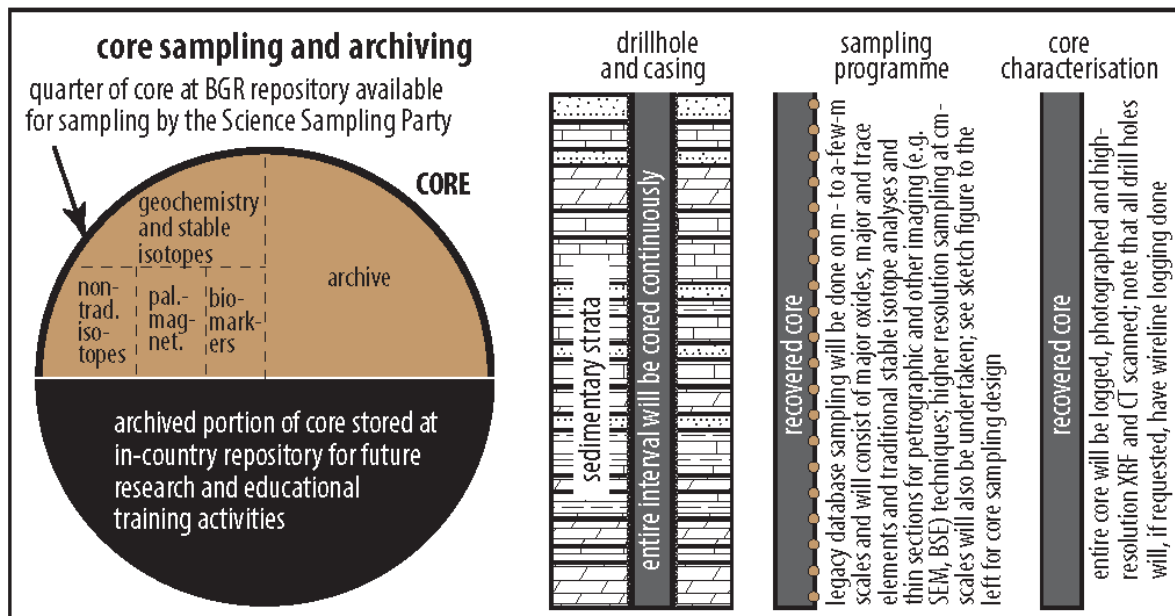 core sampling and archiving
quarter of core at BGR repository available
for sampling by the Science Sampling Party
CORE
geochemistry
and stable
isotopes
non-
trad.
iso-
topes
pal.-
mag-
net.
bio-
mark-
ers
archive
archived portion of core stored at
in-country repository for future
research and educational
training activities
drillhole
and casing
sedimentary strata
entire interval will be cored continuously
sampling
programme
recovered core
legacy database sampling will be done on m - to a-few-m
scales and will consist of major oxides, major and trace
elements and traditional stable isotope analyses and
thin sections for petrographic and other imaging (e.g.
SEM, BSE) techniques; higher resolution sampling at cm-
scales will also be undertaken; see sketch figure to the
left for core sampling design
core
characterisation
recovered core
entire core will be logged, photographed and high-
resolution XRF and CT scanned; note that all drill holes
will, if requested, have wireline logging done